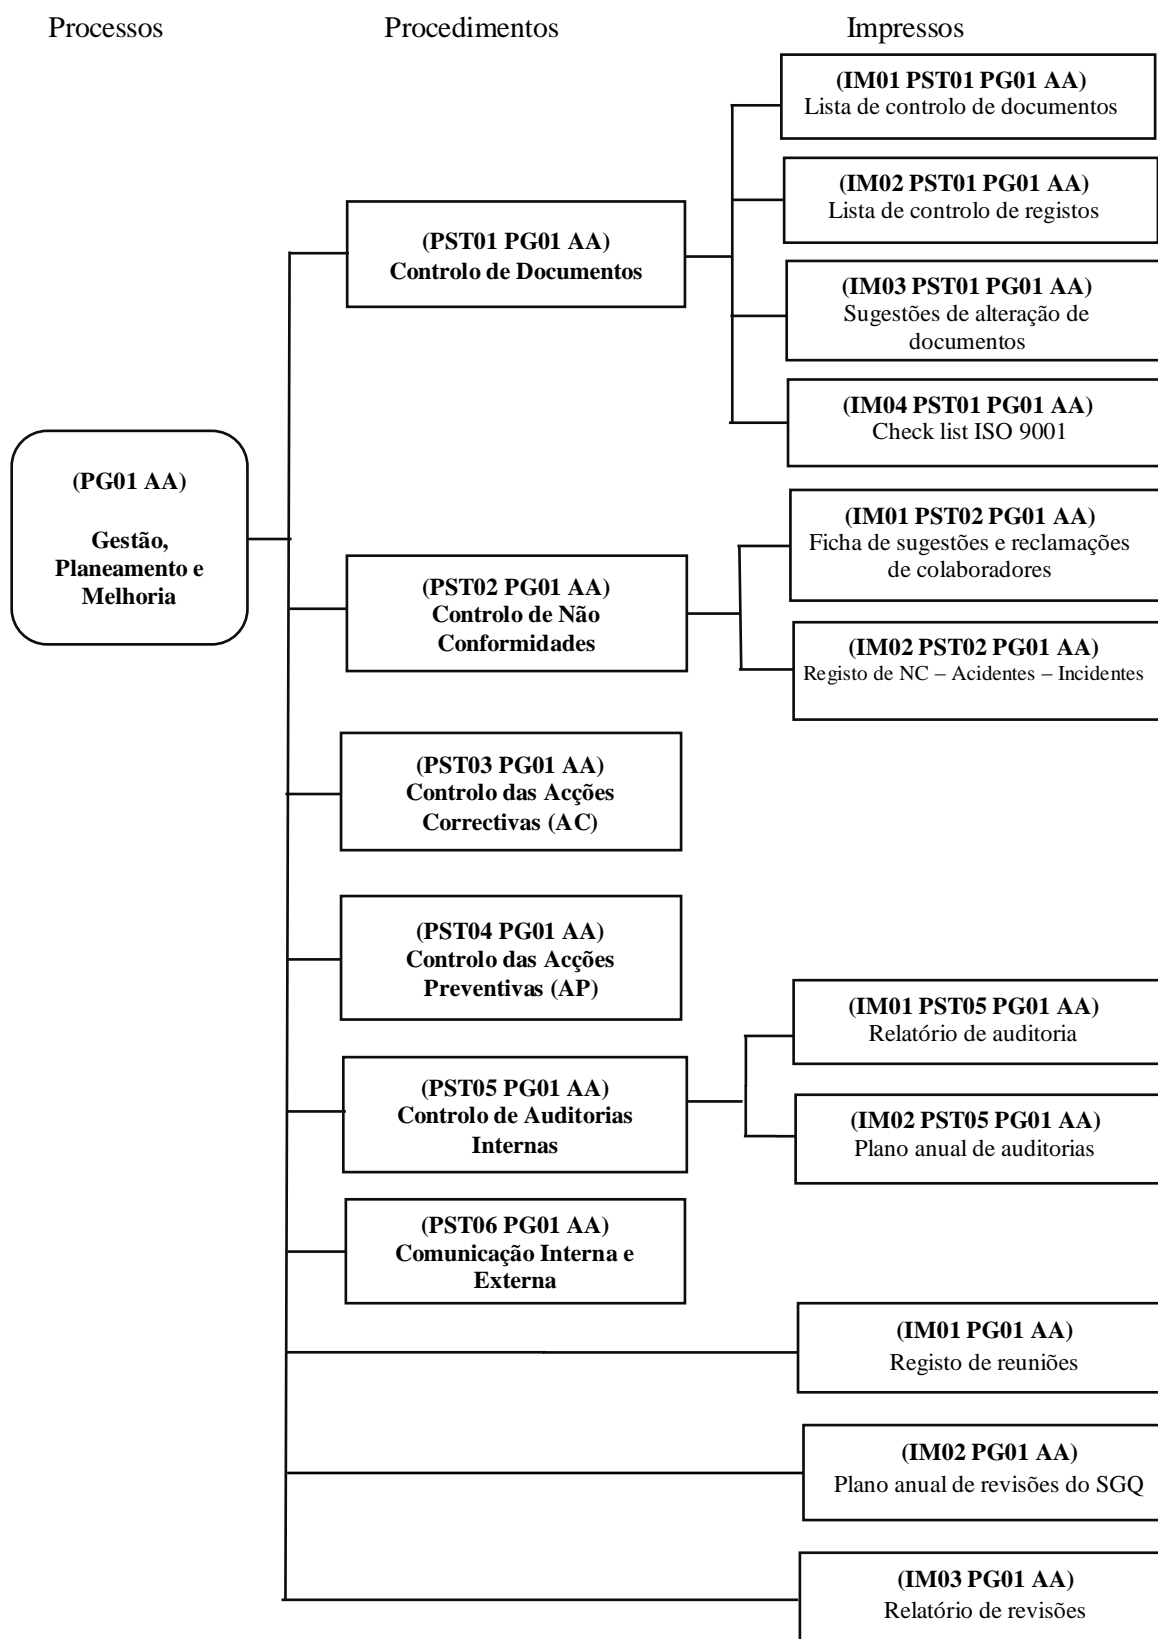 Processos
Procedimentos
Impressos
(IM01 PST01 PG01 AA)
Lista de controlo de documentos
(IM02 PST01 PG01 AA)
Lista de controlo de registos
(PST01 PG01 AA)
Controlo de Documentos
(IM03 PST01 PG01 AA)
Sugestões de alteração de
documentos
(IM04 PST01 PG01 AA)
Check list ISO 9001
(PG01 AA)
Gestão,
Planeamento e
Melhoria
(IM01 PST02 PG01 AA)
Ficha de sugestões e reclamações
de colaboradores
(PST02 PG01 AA)
Controlo de Não
Conformidades
(IM02 PST02 PG01 AA)
Registo de NC – Acidentes – Incidentes
(PST03 PG01 AA)
Controlo das Acções
Correctivas (AC)
(PST04 PG01 AA)
Controlo das Acções
Preventivas (AP)
(IM01 PST05 PG01 AA)
Relatório de auditoria
(PST05 PG01 AA)
Controlo de Auditorias
Internas
(IM02 PST05 PG01 AA)
Plano anual de auditorias
(PST06 PG01 AA)
Comunicação Interna e
Externa
(IM01 PG01 AA)
Registo de reuniões
(IM02 PG01 AA)
Plano anual de revisões do SGQ
(IM03 PG01 AA)
Relatório de revisões